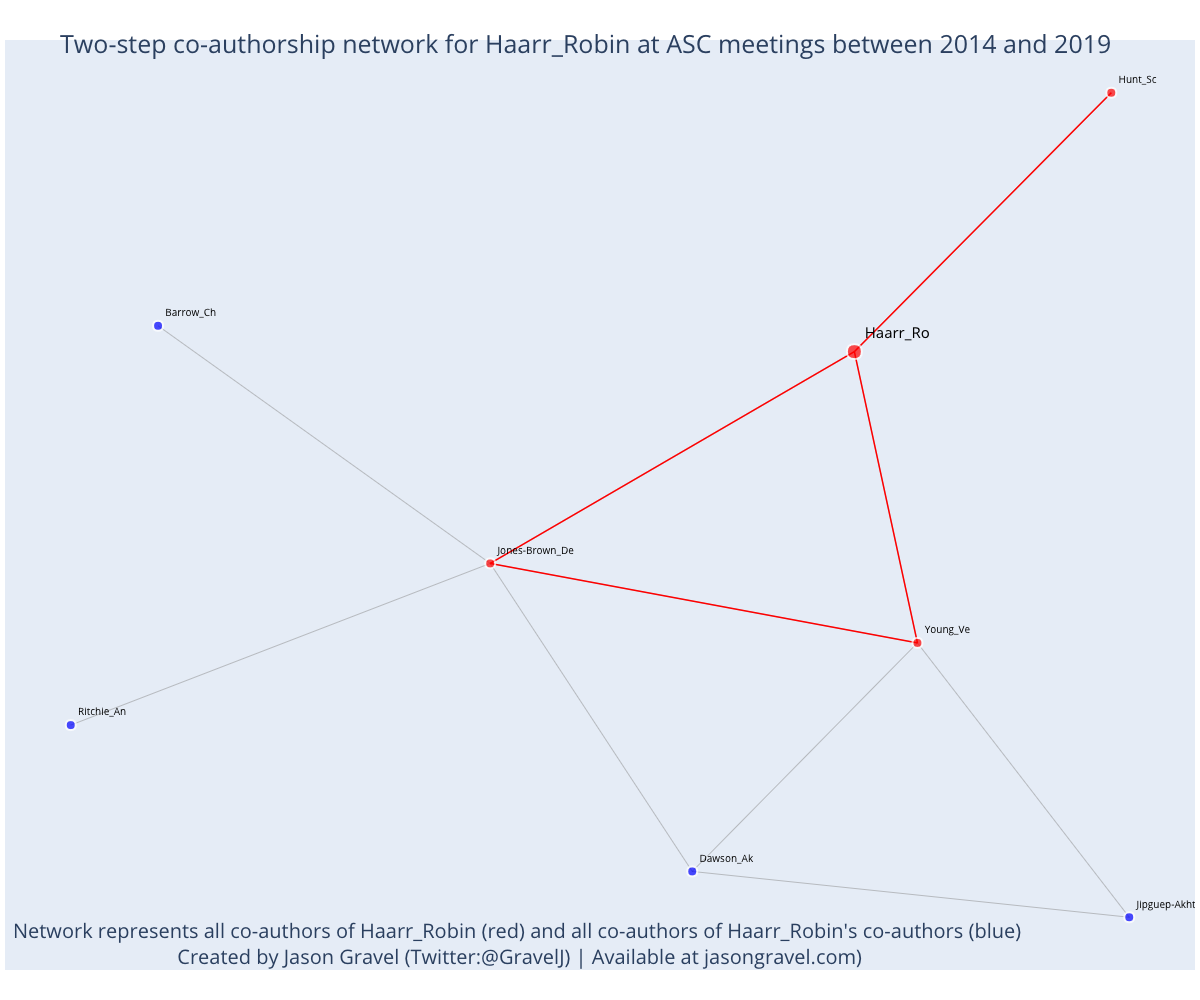 Two-step co-authorship network for Haarr_Robin at ASC meetings between 2014 and 2019
Hunt_Sc
Barrow_Ch
Haarr_Ro
Jones-Brown_De
Young_Ve
Ritchie_An
Dawson_Ak
Jipguep-Akht
Network represents all co-authors of Haarr_Robin (red) and all co-authors of Haarr_Robin's co-authors (blue)
Created by Jason Gravel (Twitter:@GravelJ) | Available at jasongravel.com)